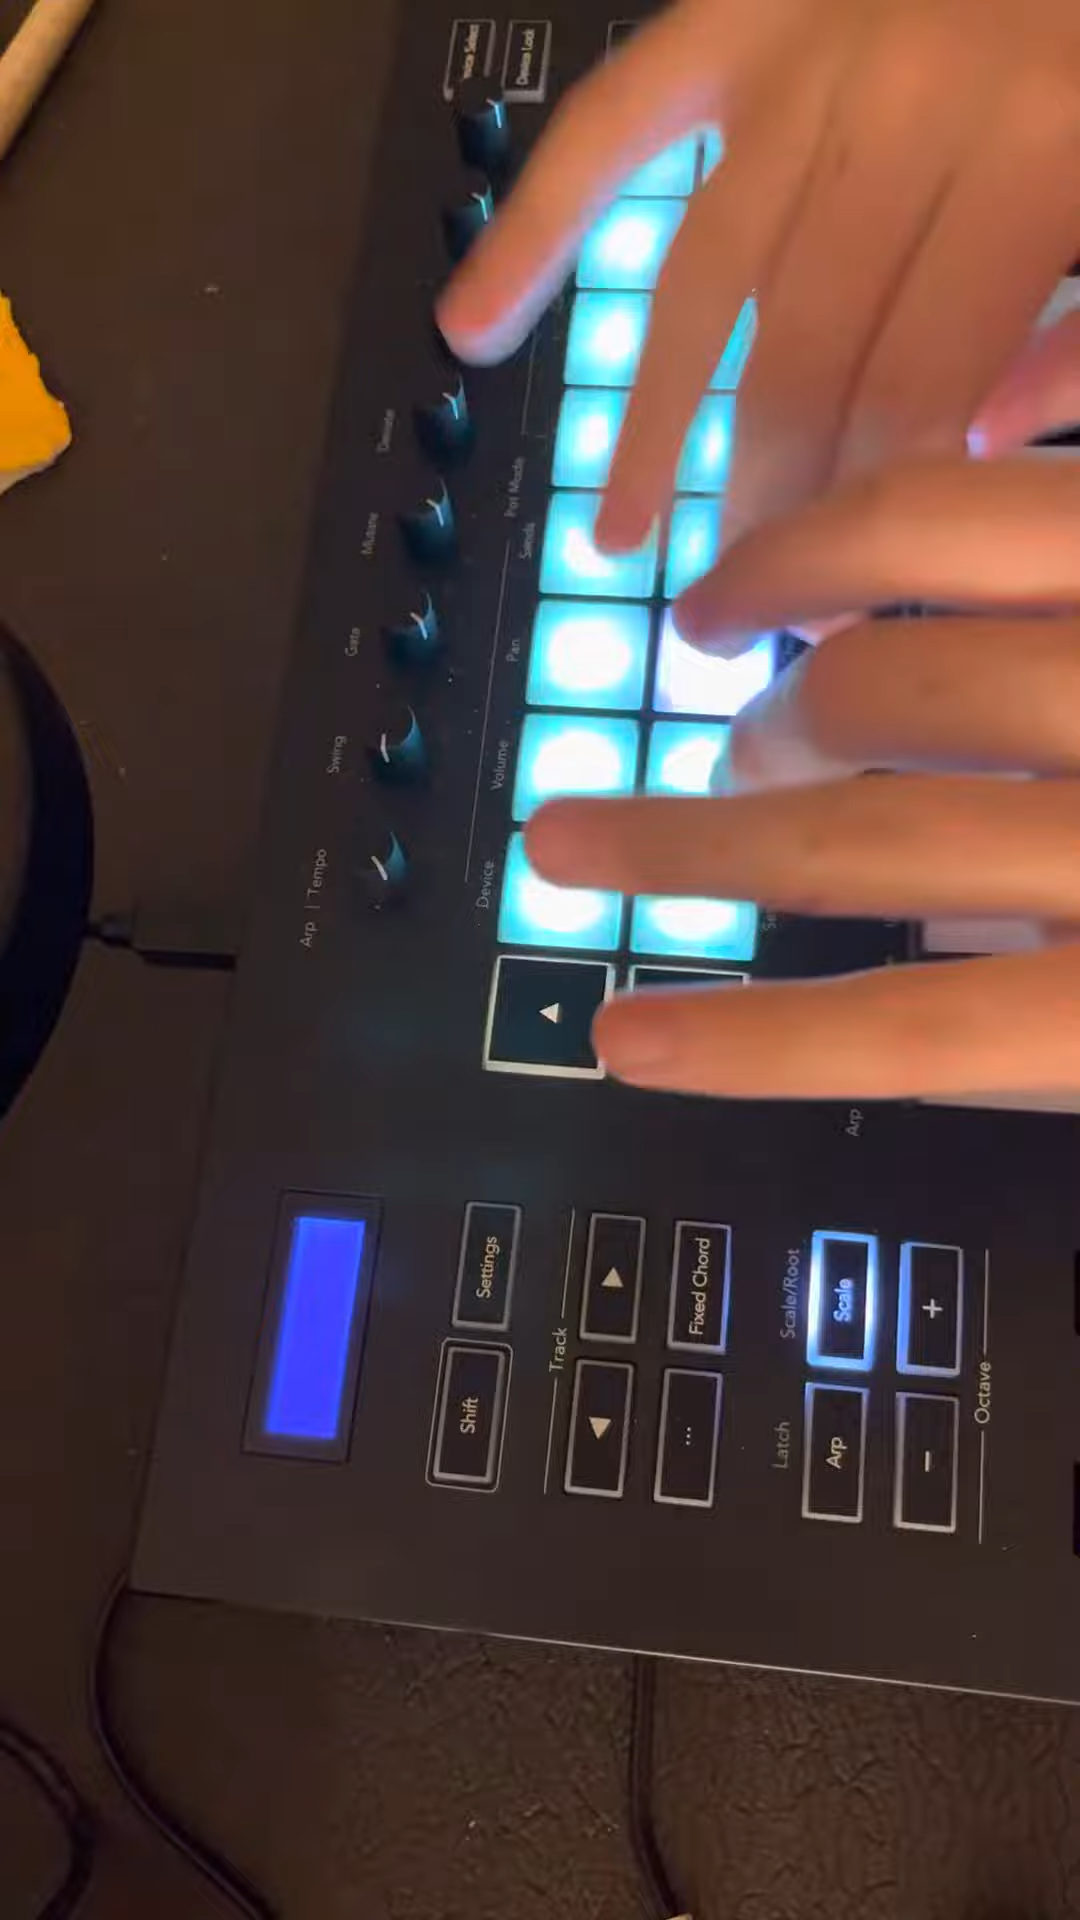 Device Select
Device Lock
Deviate
Mutate
Gate
Swing
Arp | Tempo
Pot Mode
Sends
Pan
Volume
Device
▲
Arp
Settings
Shift
Track
▶
◀
Fixed Chord
...
Scale/Root
Scale
Latch
Arp
+
−
Octave